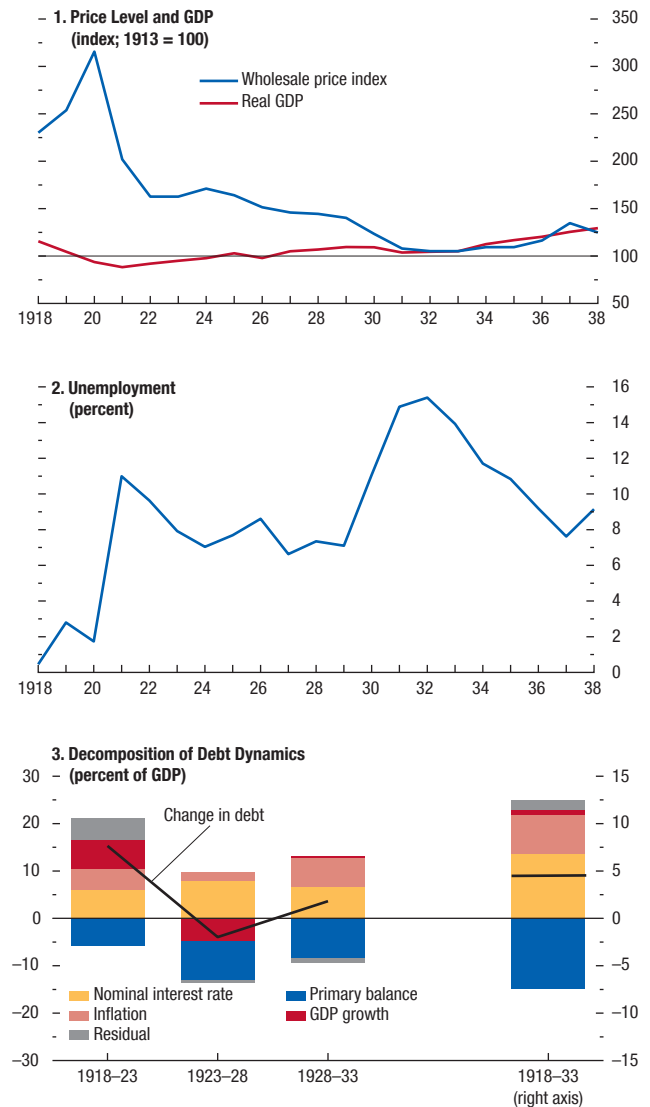 1. Price Level and GDP
(index; 1913 = 100)
Wholesale price index
Real GDP
350
300
250
200
150
100
50
1918 20 22 24 26 28 30 32 34 36 38
2. Unemployment
(percent)
16
14
12
10
8
6
4
2
0
1918 20 22 24 26 28 30 32 34 36 38
3. Decomposition of Debt Dynamics
(percent of GDP)
30
20
10
0
–10
–20
–30
15
10
5
0
–5
–10
–15
Change in debt
Nominal interest rate
Primary balance
Inflation
GDP growth
Residual
1918–23 1923–28 1928–33 1918–33
(right axis)